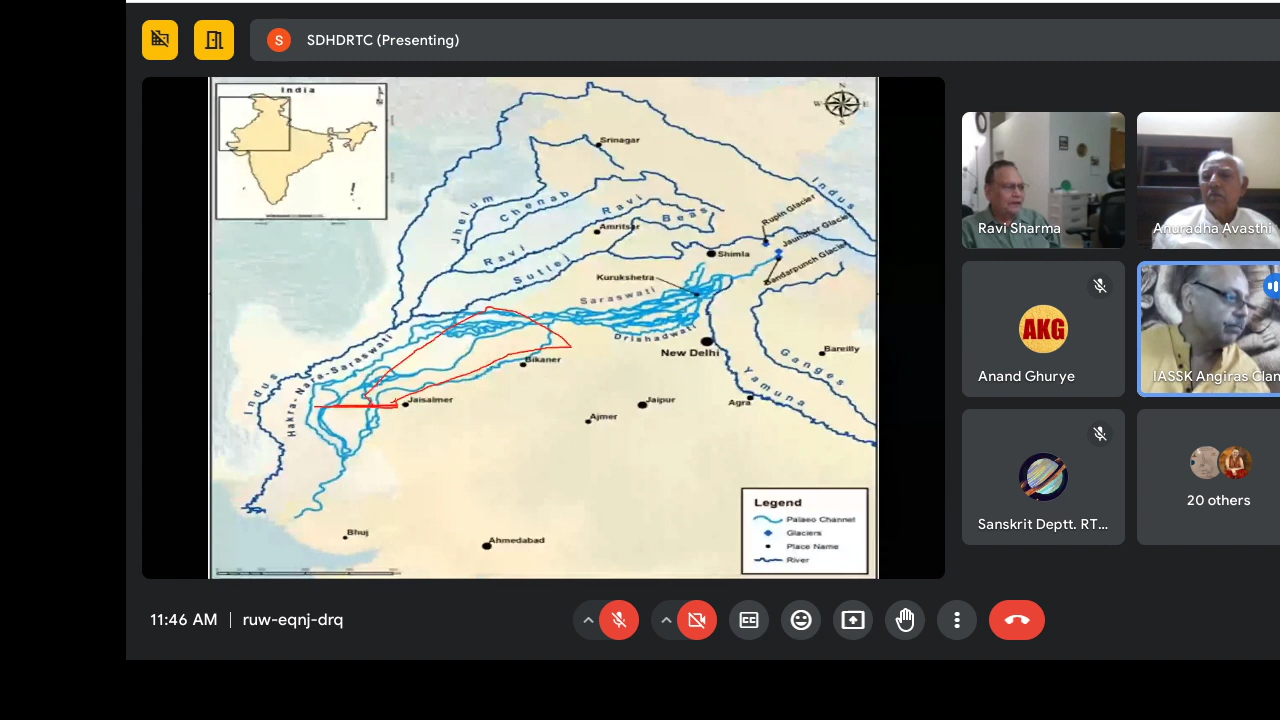 S SDHDRTC (Presenting)
India
N
W E
S
Srinagar
Indus
Jhelum
Chenab
Ravi
Beas
Rupin Glacier
Amritsar
Jaundhar Glacier
Ravi
Shimla
Sutlej
Bandarpunch Glacier
Kurukshetra
Saraswati
Drishadwati
New Delhi
Bareilly
Hakra-Nara-Saraswati
Bikaner
Ganges
Indus
Yamuna
Jaisalmer
Jaipur
Agra
Ajmer
Legend
Palaeo Channel
Glaciers
Place Name
River
Bhuj
Ahmedabad
Ravi Sharma
Anuradha Avasthi
AKG
Anand Ghurye
IASSK Angiras Clan
Sanskrit Deptt. RT...
20 others
11:46 AM | ruw-eqnj-drq
CC